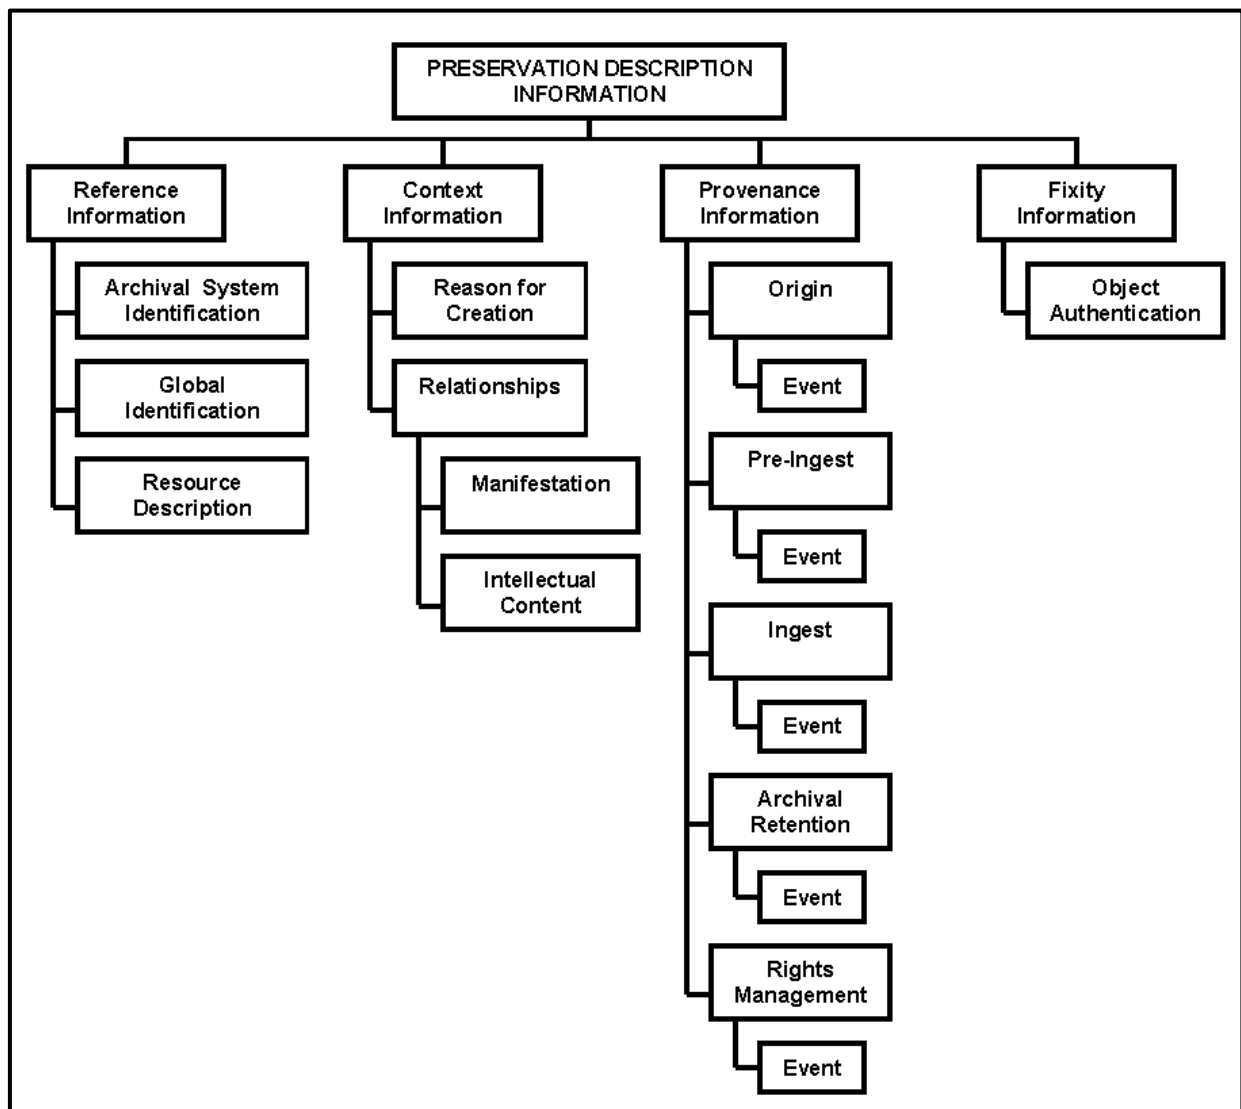 PRESERVATION DESCRIPTION
INFORMATION
Reference
Information
Archival System
Identification
Global
Identification
Resource
Description
Context
Information
Reason for
Creation
Relationships
Manifestation
Intellectual
Content
Provenance
Information
Origin
Event
Pre-Ingest
Event
Ingest
Event
Archival
Retention
Event
Rights
Management
Event
Fixity
Information
Object
Authentication